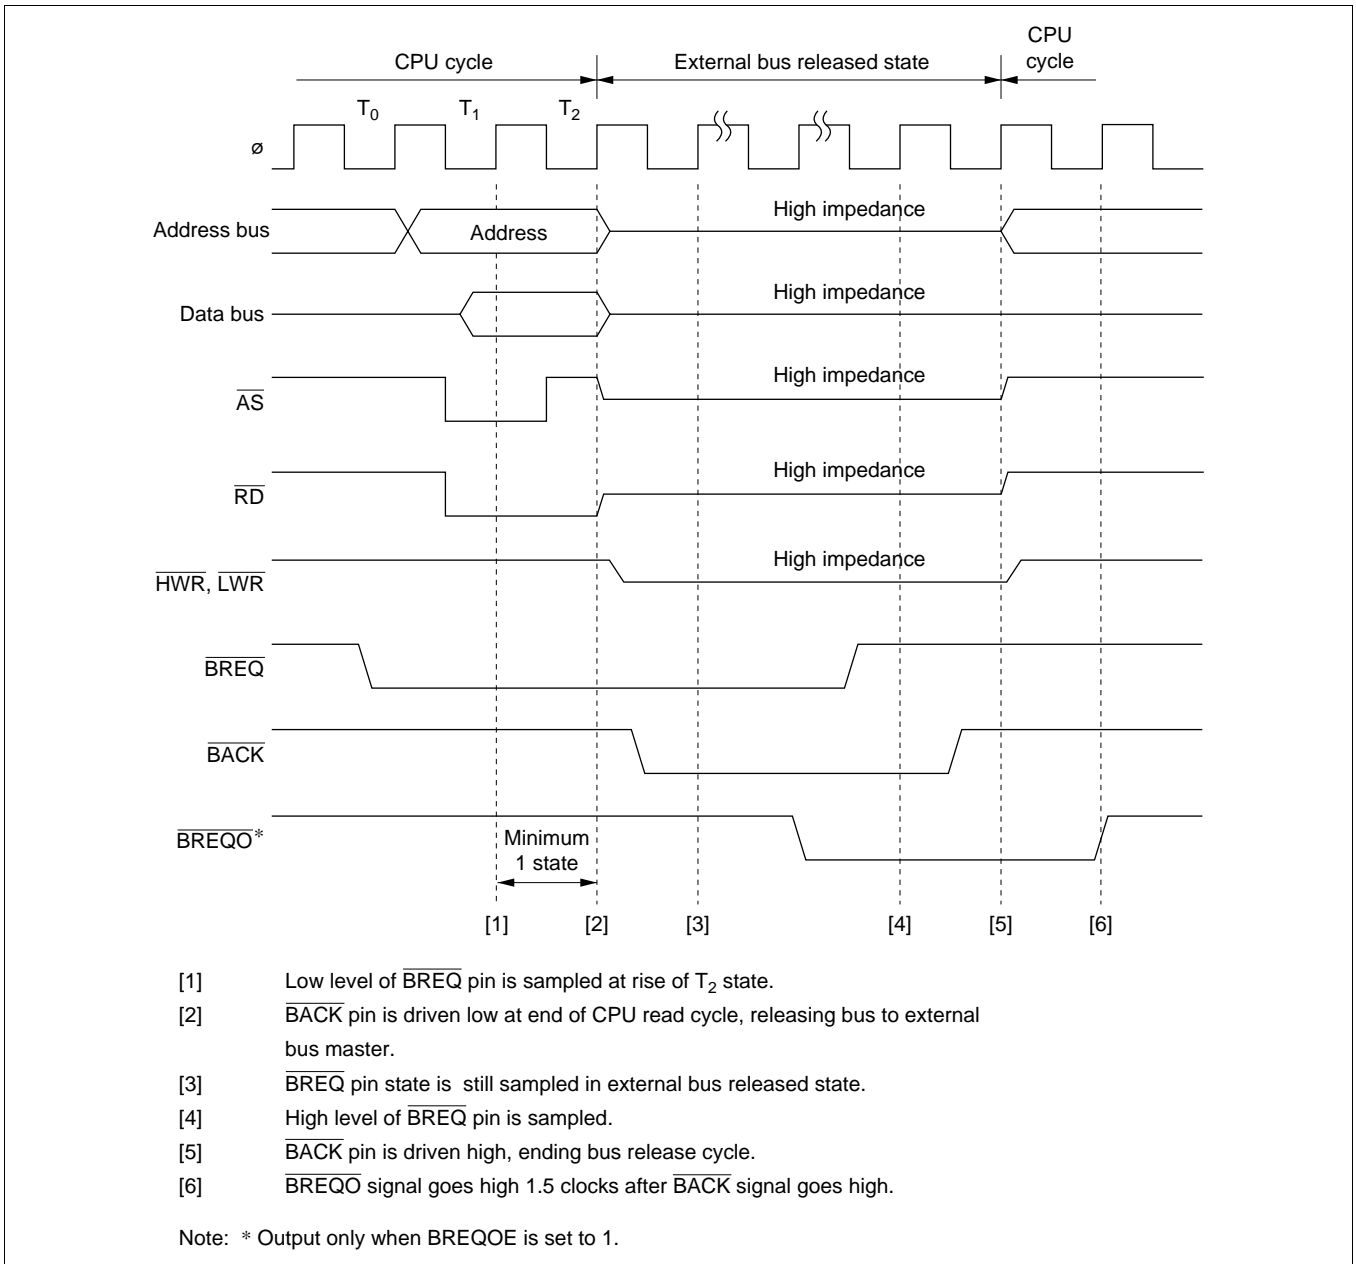 CPU
cycle
CPU cycle
External bus released state
T0
T1
T2
ø
Address bus
Address
High impedance
Data bus
High impedance
AS
High impedance
RD
High impedance
HWR, LWR
High impedance
BREQ
BACK
BREQO*
Minimum
1 state
[1]
[2]
[3]
[4]
[5]
[6]
[1] Low level of BREQ pin is sampled at rise of T2 state.
[2] BACK pin is driven low at end of CPU read cycle, releasing bus to external
bus master.
[3] BREQ pin state is still sampled in external bus released state.
[4] High level of BREQ pin is sampled.
[5] BACK pin is driven high, ending bus release cycle.
[6] BREQO signal goes high 1.5 clocks after BACK signal goes high.
Note: * Output only when BREQOE is set to 1.